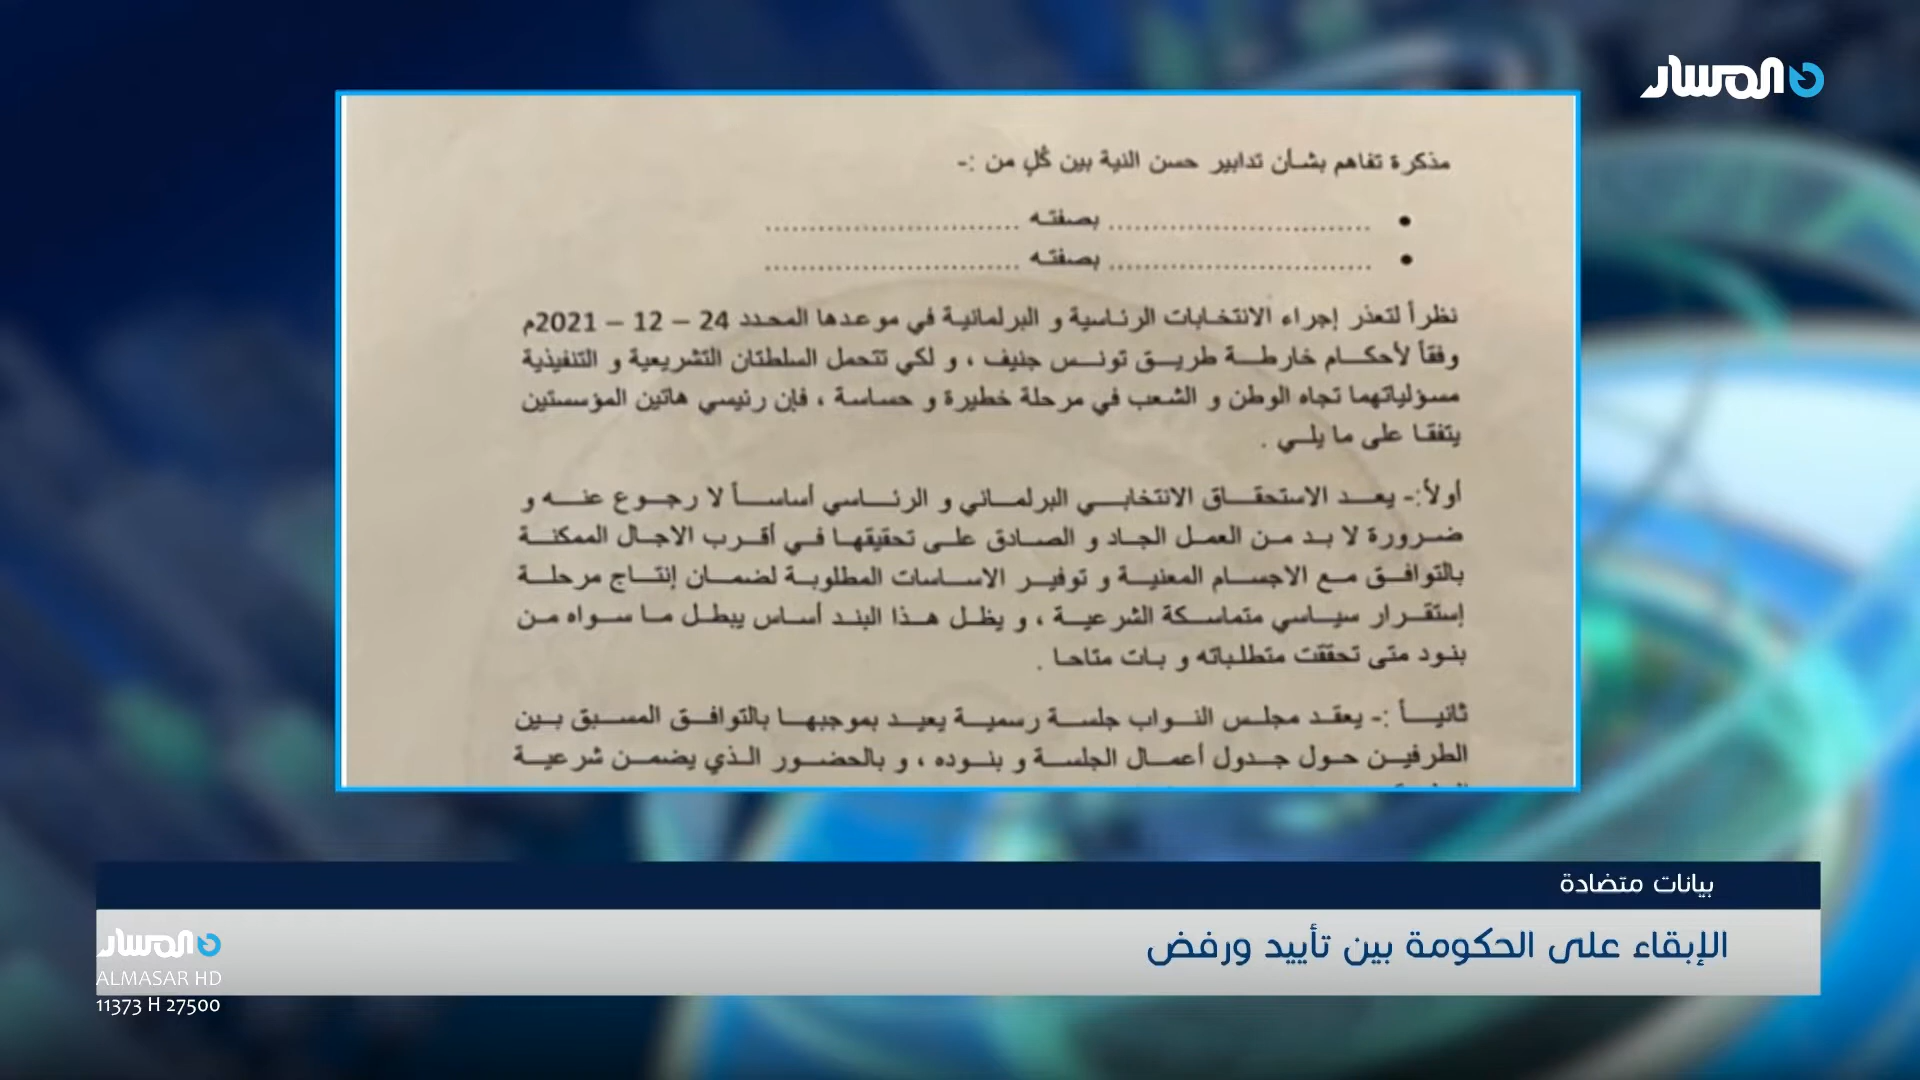 المسار
مذكرة تفاهم بشأن تدابير حسن النية بين كُلٍ من :-
• ........................ بصفته ........................
• ........................ بصفته ........................
نظراً لتعذر إجراء الانتخابات الرئاسية و البرلمانية في موعدها المحدد 24 – 12 – 2021م
وفقاً لأحكام خارطة طريق تونس جنيف ، و لكي تتحمل السلطتان التشريعية و التنفيذية
مسؤلياتهما تجاه الوطن و الشعب في مرحلة خطيرة و حساسة ، فإن رئيسي هاتين المؤسستين
يتفقا على ما يلي .
أولاً:- يعد الاستحقاق الانتخابي البرلماني و الرئاسي أساساً لا رجوع عنه و
ضرورة لا بد من العمل الجاد و الصادق على تحقيقها في أقرب الاجال الممكنة
بالتوافق مع الاجسام المعنية و توفير الاساسات المطلوبة لضمان إنتاج مرحلة
إستقرار سياسي متماسكة الشرعية ، و يظل هذا البند أساس يبطل ما سواه من
بنود متى تحققت متطلباته و بات متاحا .
ثانياً :- يعقد مجلس النواب جلسة رسمية يعيد بموجبها بالتوافق المسبق بين
الطرفين حول جدول أعمال الجلسة و بنوده ، و بالحضور الذي يضمن شرعية
بيانات متضادة
الإبقاء على الحكومة بين تأييد ورفض
المسار
ALMASAR HD
11373 H 27500